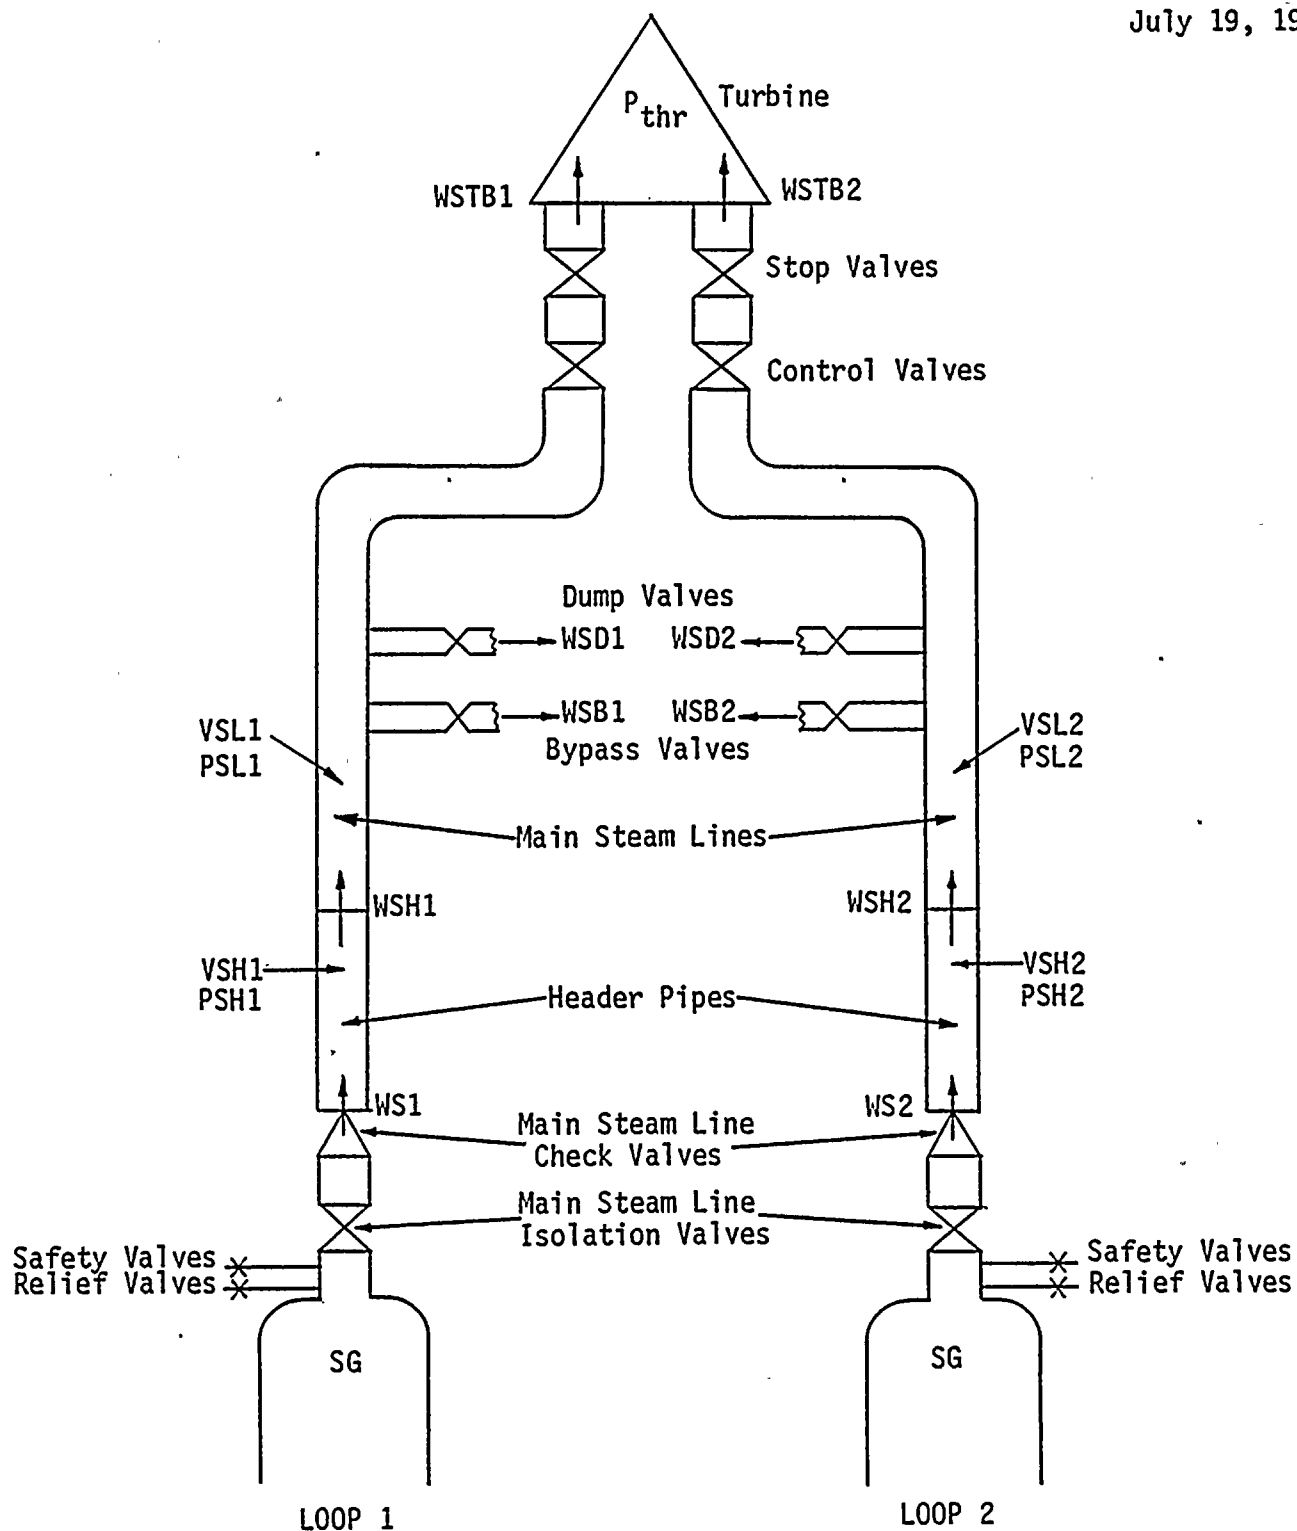 July 19, 19
P thr
Turbine
WSTB1
WSTB2
Stop Valves
Control Valves
Dump Valves
WSD1
WSD2
WSB1
WSB2
Bypass Valves
VSL1
PSL1
VSL2
PSL2
Main Steam Lines
WSH1
WSH2
VSH1
PSH1
VSH2
PSH2
Header Pipes
WS1
WS2
Main Steam Line
Check Valves
Main Steam Line
Isolation Valves
Safety Valves
Relief Valves
Safety Valves
Relief Valves
SG
SG
LOOP 1
LOOP 2